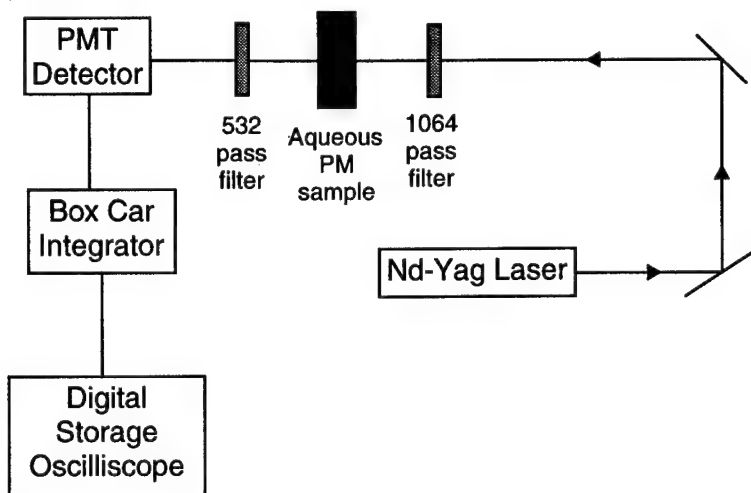 PMT
Detector
532
pass
filter
Aqueous
PM
sample
1064
pass
filter
Box Car
Integrator
Nd-Yag Laser
Digital
Storage
Oscilliscope